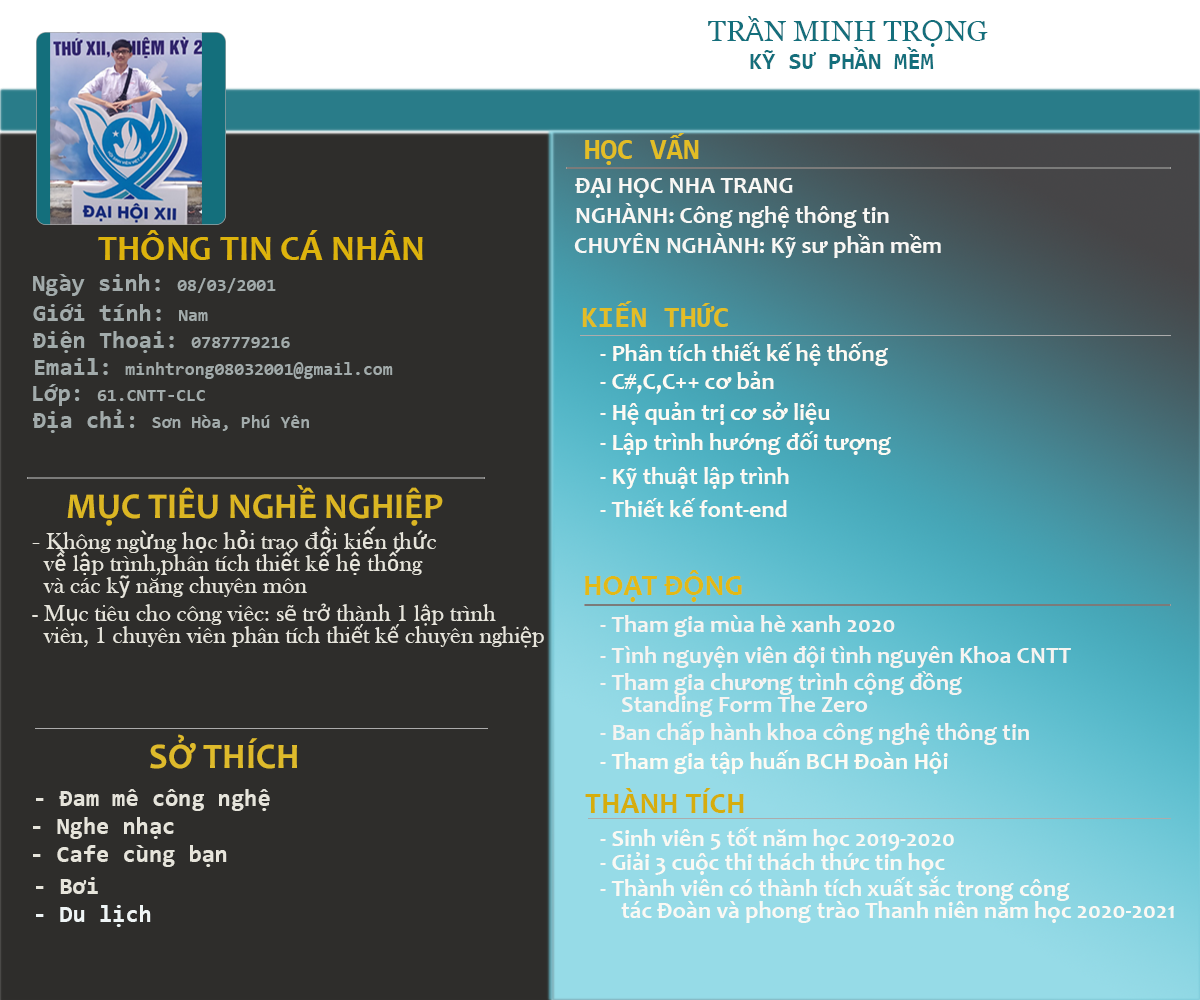 TRẦN MINH TRỌNG
KỸ SƯ PHẦN MỀM
THỨ XII, NHIỆM KỲ 2
ĐẠI HỘI XII
THÔNG TIN CÁ NHÂN
Ngày sinh: 08/03/2001
Giới tính: Nam
Điện Thoại: 0787779216
Email: minhtrong08032001@gmail.com
Lớp: 61.CNTT-CLC
Địa chỉ: Sơn Hòa, Phú Yên
MỤC TIÊU NGHỀ NGHIỆP
- Không ngừng học hỏi trao đồi kiến thức
về lập trình,phân tích thiết kế hệ thống
và các kỹ năng chuyên môn
- Mục tiêu cho công viêc: sẽ trở thành 1 lập trình
viên, 1 chuyên viên phân tích thiết kế chuyên nghiệp
SỞ THÍCH
- Đam mê công nghệ
- Nghe nhạc
- Cafe cùng bạn
- Bơi
- Du lịch
HỌC VẤN
ĐẠI HỌC NHA TRANG
NGHÀNH: Công nghệ thông tin
CHUYÊN NGHÀNH: Kỹ sư phần mềm
KIẾN THỨC
- Phân tích thiết kế hệ thống
- C#,C,C++ cơ bản
- Hệ quản trị cơ sở liệu
- Lập trình hướng đối tượng
- Kỹ thuật lập trình
- Thiết kế font-end
HOẠT ĐỘNG
- Tham gia mùa hè xanh 2020
- Tình nguyện viên đội tình nguyên Khoa CNTT
- Tham gia chương trình cộng đồng
Standing Form The Zero
- Ban chấp hành khoa công nghệ thông tin
- Tham gia tập huấn BCH Đoàn Hội
THÀNH TÍCH
- Sinh viên 5 tốt năm học 2019-2020
- Giải 3 cuộc thi thách thức tin học
- Thành viên có thành tích xuất sắc trong công
tác Đoàn và phong trào Thanh niên năm học 2020-2021